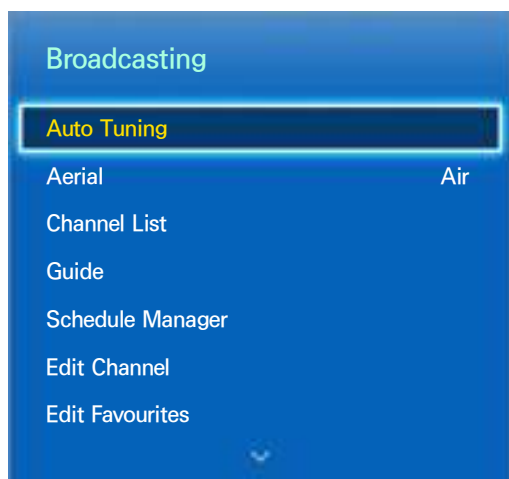 Broadcasting
Auto Tuning
Aerial Air
Channel List
Guide
Schedule Manager
Edit Channel
Edit Favourites